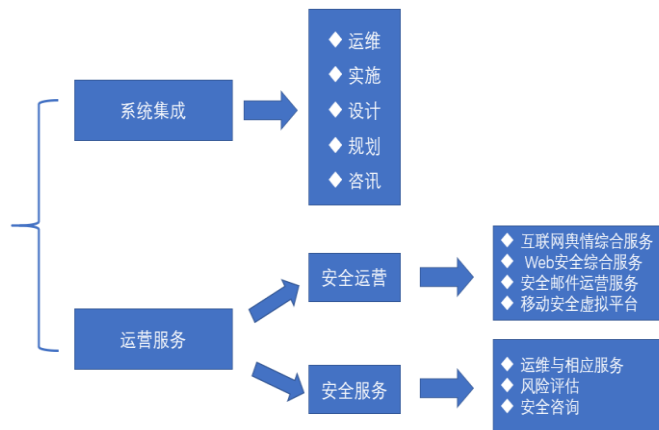 系统集成
◆ 运维
◆ 实施
◆ 设计
◆ 规划
◆ 咨讯
运营服务
安全运营
◆ 互联网舆情综合服务
◆ Web安全综合服务
◆ 安全邮件运营服务
◆ 移动安全虚拟平台
安全服务
◆ 运维与相应服务
◆ 风险评估
◆ 安全咨询